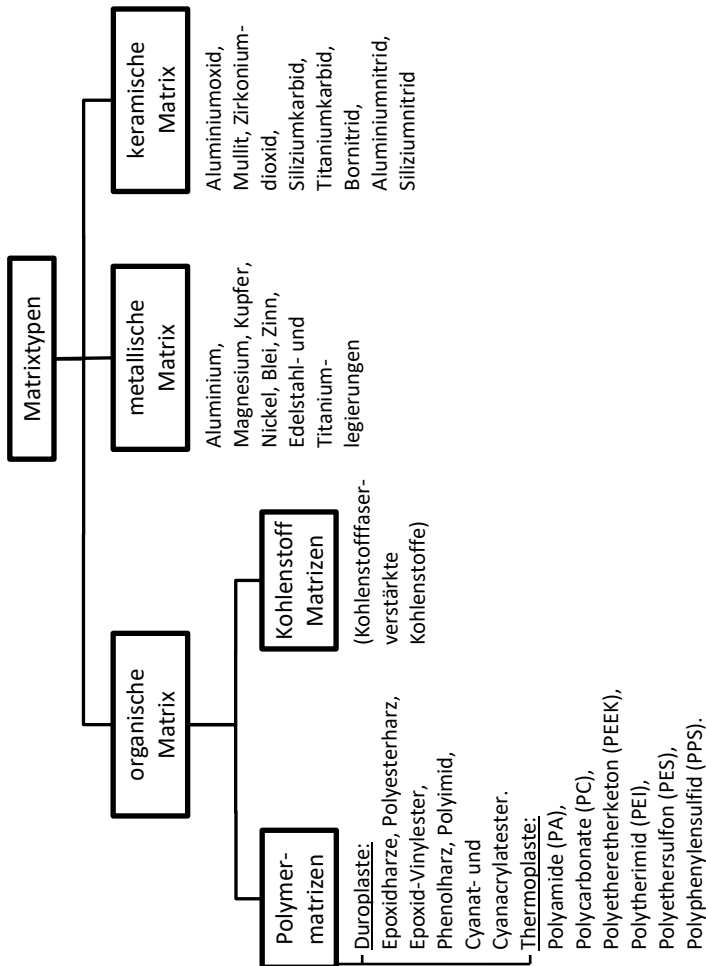 Matrixtypen
organische
Matrix
metallische
Matrix
keramische
Matrix
Polymer-
matrizen
Kohlenstoff
Matrizen
Duroplaste:
Epoxidharze, Polyesterharz,
Epoxid-Vinylester,
Phenolharz, Polyimid,
Cyanat- und
Cyanacrylatester.
Thermoplaste:
Polyamide (PA),
Polycarbonate (PC),
Polyetheretherketon (PEEK),
Polytherimid (PEI),
Polyethersulfon (PES),
Polyphenylensulfid (PPS).
(Kohlenstofffaser-
verstärkte
Kohlenstoffe)
Aluminium,
Magnesium, Kupfer,
Nickel, Blei, Zinn,
Edelstahl- und
Titanium-
legierungen
Aluminiumoxid,
Mullit, Zirkonium-
dioxid,
Siliziumkarbid,
Titaniumkarbid,
Bornitrid,
Aluminiumnitrid,
Siliziumnitrid